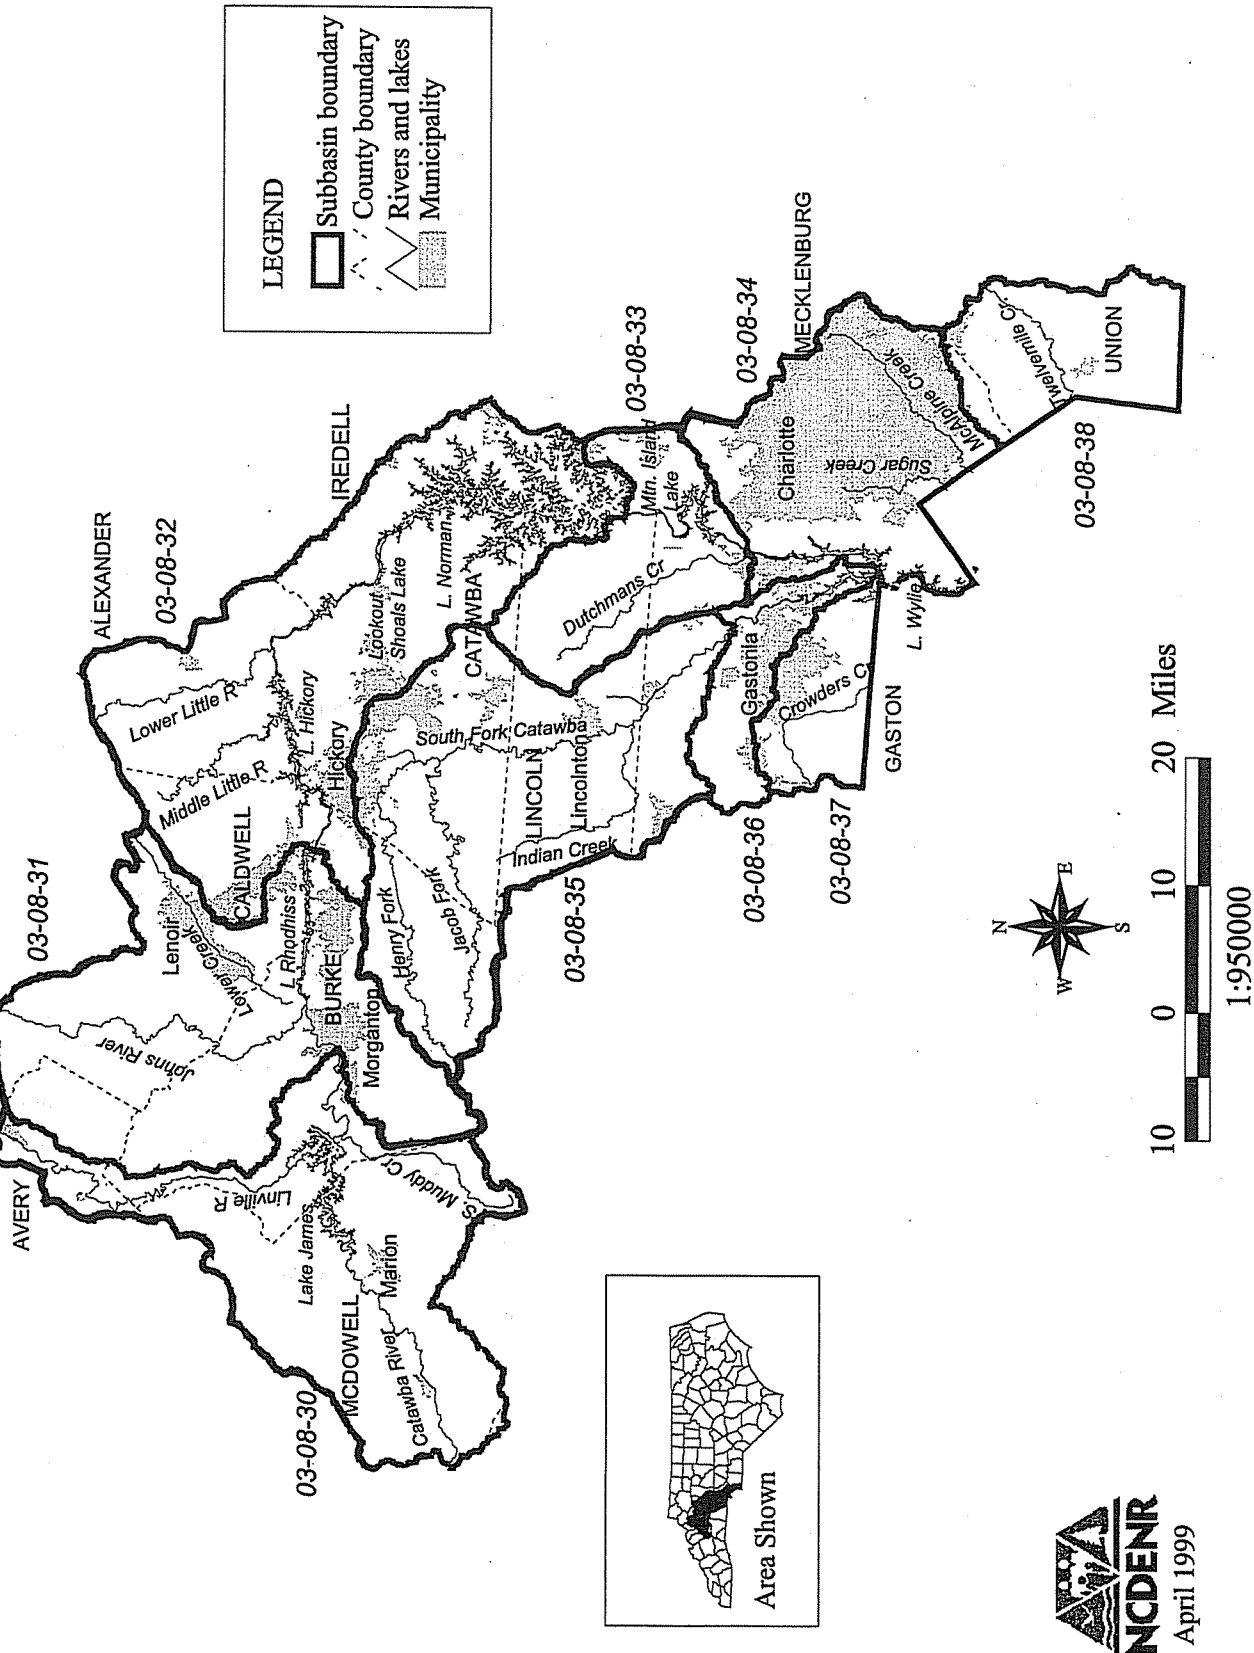 LEGEND
Subbasin boundary
County boundary
Rivers and lakes
Municipality
AVERY
03-08-31
ALEXANDER
03-08-32
IREDELL
03-08-33
03-08-34
MECKLENBURG
Johns River
Lenoir
Lower Creek
CALDWELL
Middle Little R
Lower Little R
L. Hickory
Hickory
Lookout
Shoals Lake
L. Norman
CATAWBA
Mtn. Island
Lake
Dutchmans Cr
Charlotte
Sugar Creek
McAlpine Creek
Twelvemile Cr
UNION
03-08-38
Linville R
Lake James
L. Rhodhiss
BURKE
Morganton
Henry Fork
Jacob Fork
South Fork Catawba
LINCOLN
Lincolnton
Indian Creek
Gastonia
Crowders Cr
L. Wylie
GASTON
03-08-30
MCDOWELL
Catawba River
Marion
S. Muddy Cr
03-08-35
03-08-36
03-08-37
N
W
E
S
Area Shown
10
0
10
20
Miles
1:950000
NCDENR
April 1999